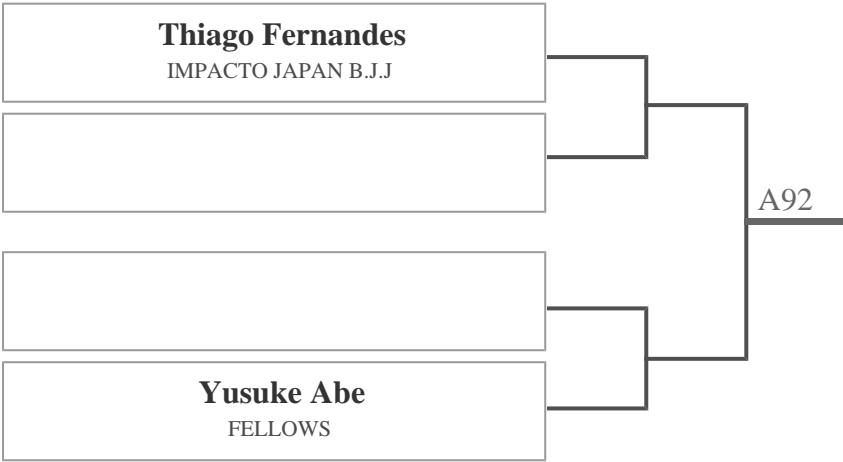 Thiago Fernandes
IMPACTO JAPAN B.J.J
A92
Yusuke Abe
FELLOWS